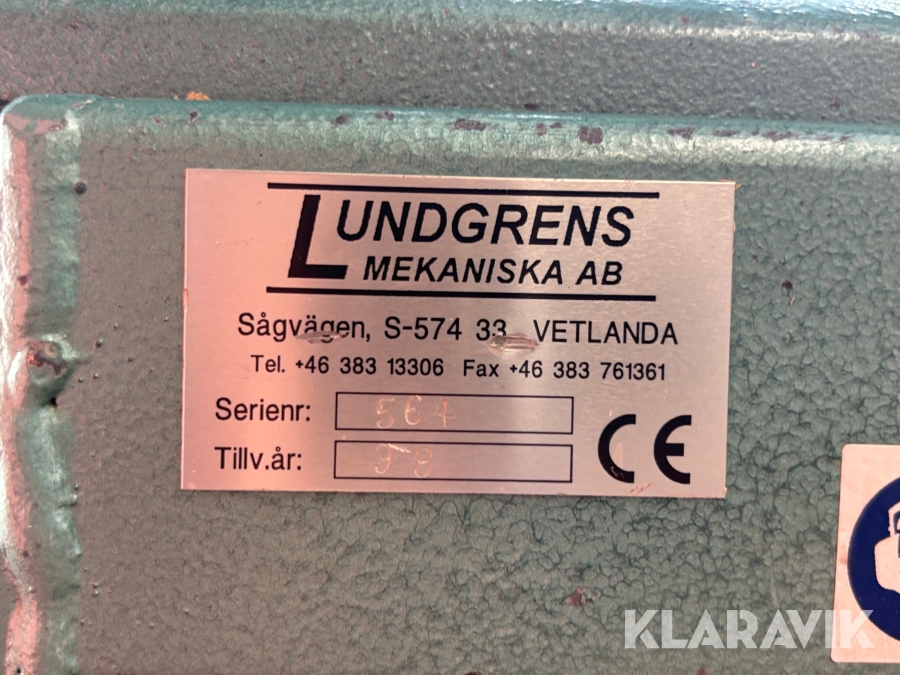 LUNDGRENS
MEKANISKA AB
Sågvägen, S-574 33 VETLANDA
Tel. +46 383 13306 Fax +46 383 761361
Serienr: 564
Tillv.år:
CE
KLARAVIK